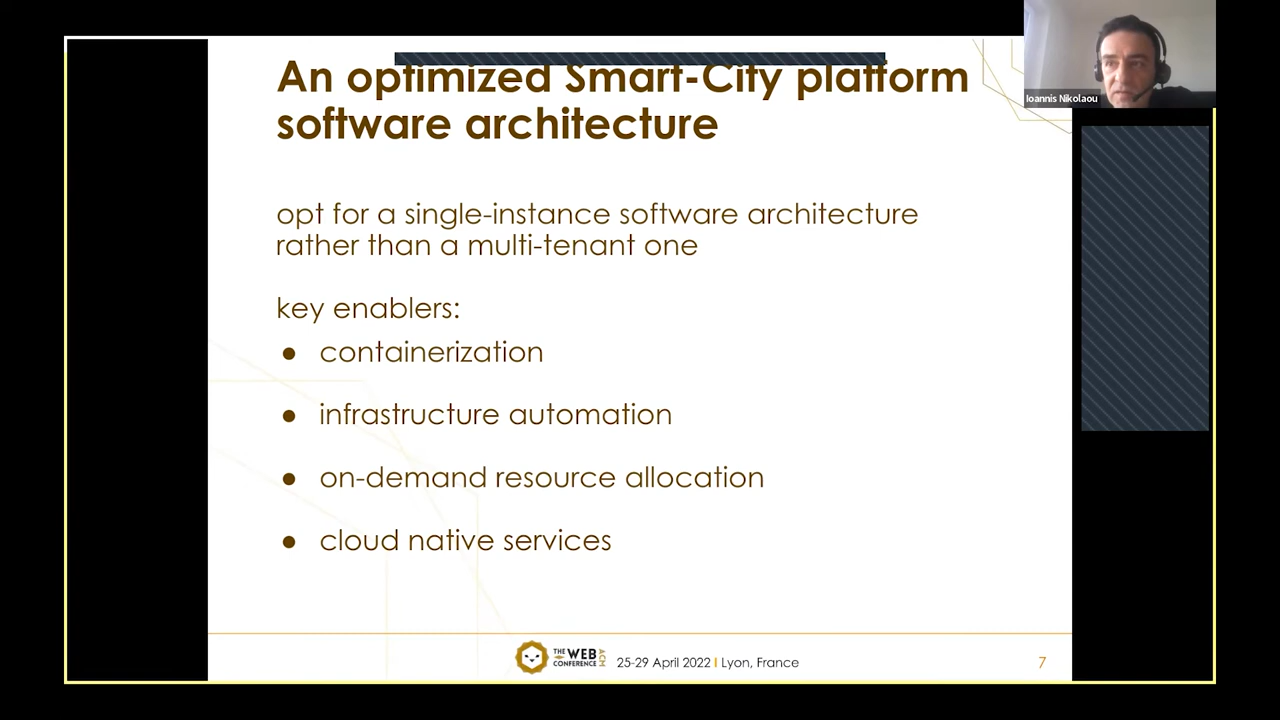 An optimized Smart-City platform
software architecture
Ioannis Nikolaou
opt for a single-instance software architecture
rather than a multi-tenant one
key enablers:
● containerization
● infrastructure automation
● on-demand resource allocation
● cloud native services
THE WEB CONFERENCE ACM
25-29 April 2022 I Lyon, France
7